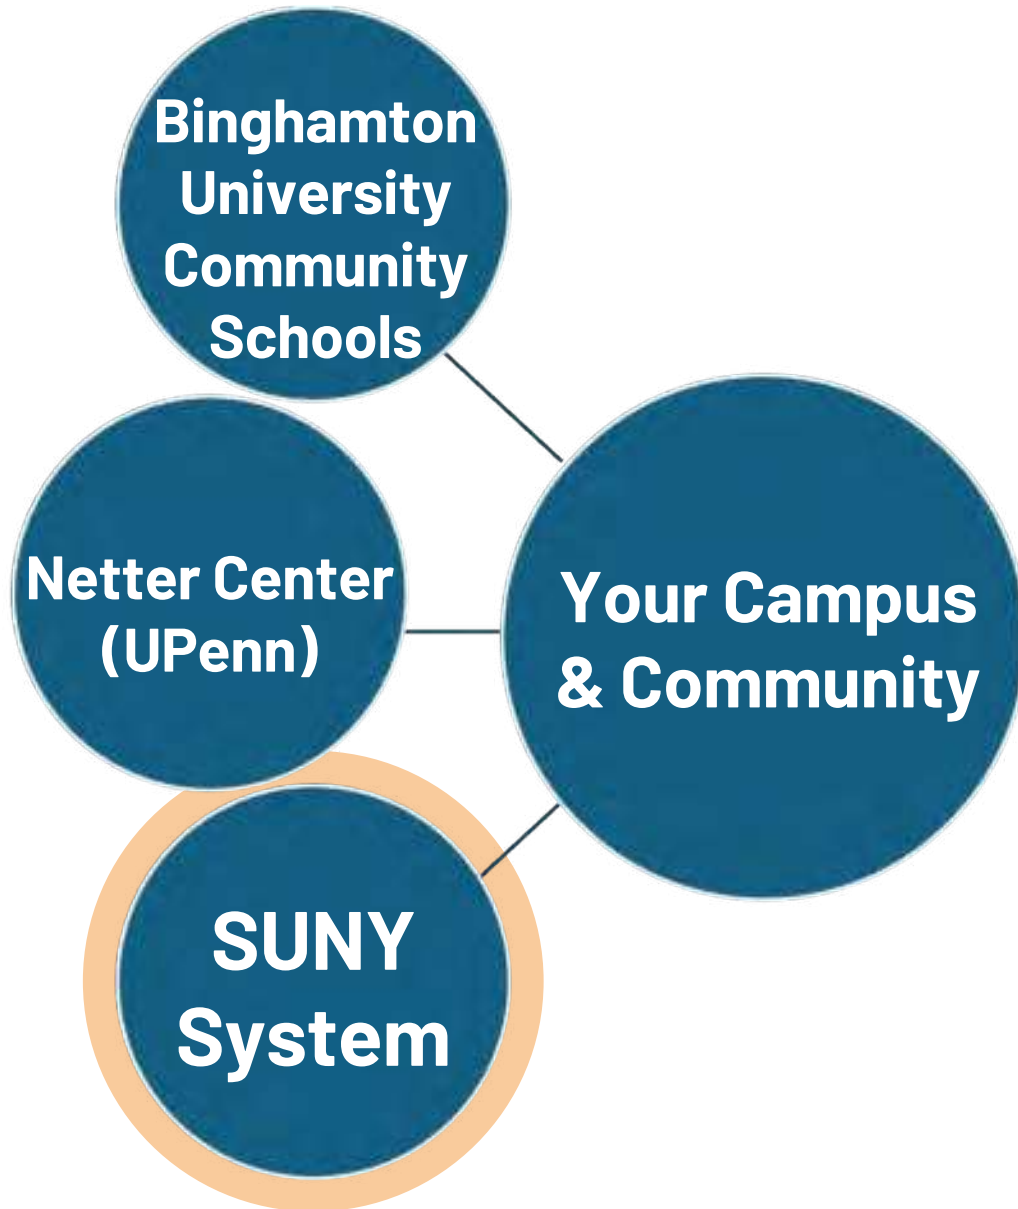 Binghamton
University
Community
Schools
Netter Center
(UPenn)
Your Campus
& Community
SUNY
System